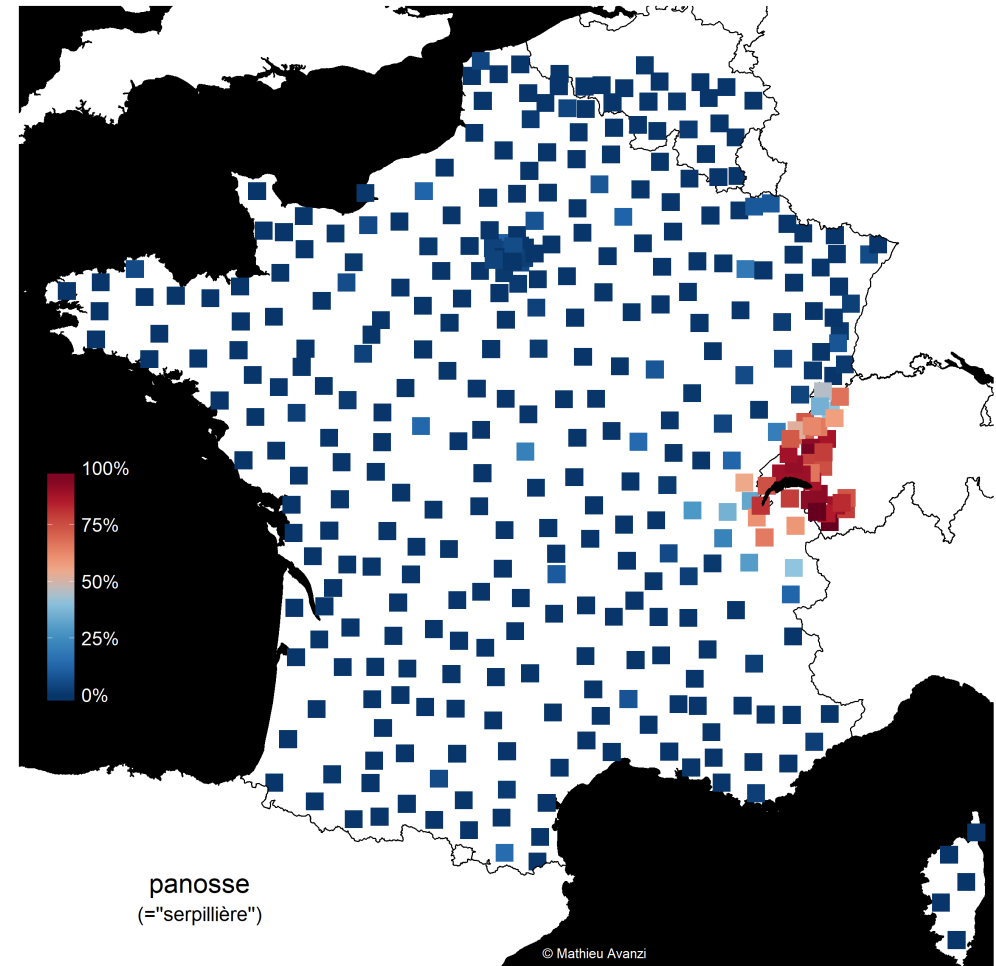 100%
75%
50%
25%
0%
panosse
(="serpillière")
© Mathieu Avanzi